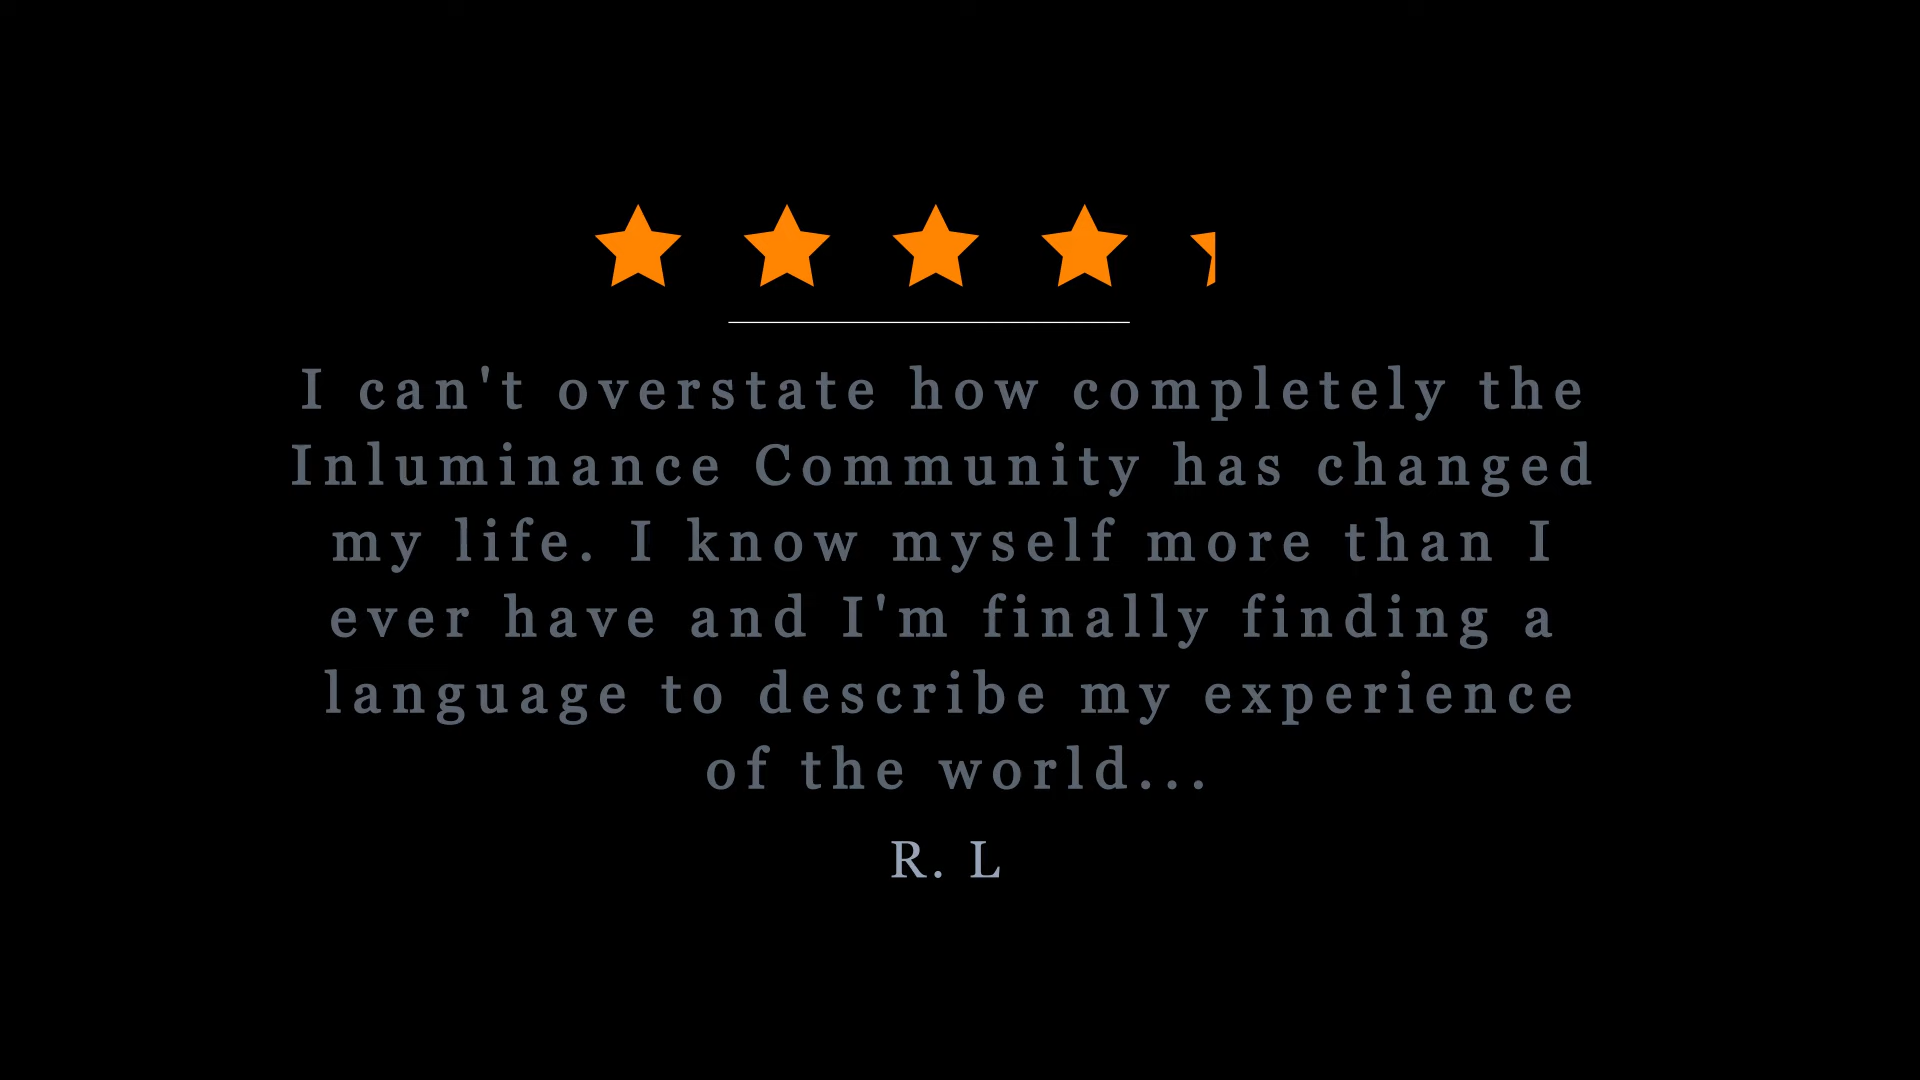 I can't overstate how completely the
Inluminance Community has changed
my life. I know myself more than I
ever have and I'm finally finding a
language to describe my experience
of the world...
R. L